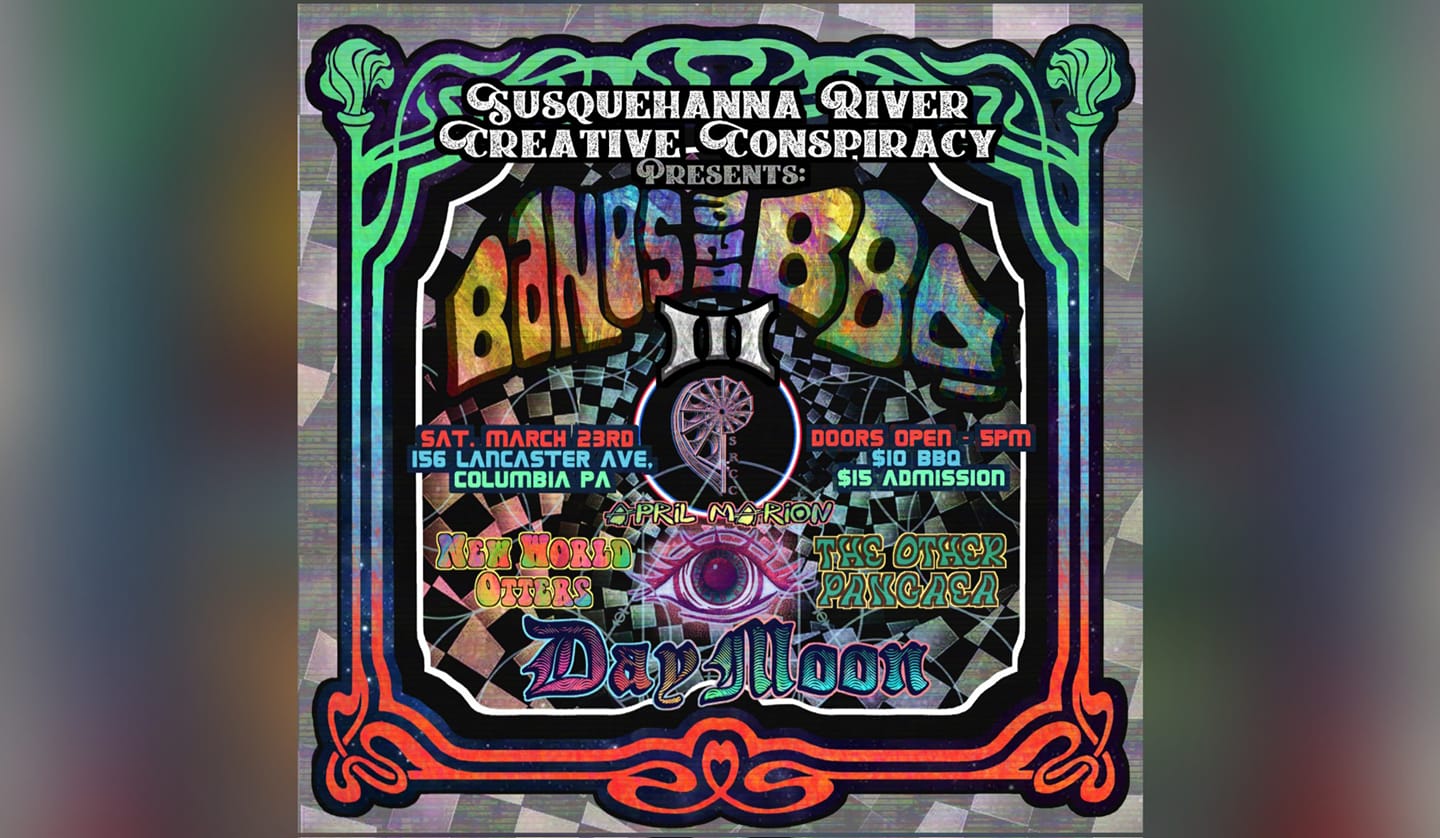 Susquehanna River
Creative Conspiracy
Presents:
Bands and BBQ
III
SRCC
Sat. March 23rd
156 Lancaster Ave,
Columbia PA
Doors Open - 5pm
$10 BBQ
$15 Admission
April Marion
New World
Otters
The Other
Pangaea
Day Moon